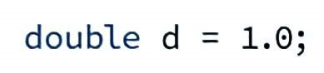 double d = 1.0;